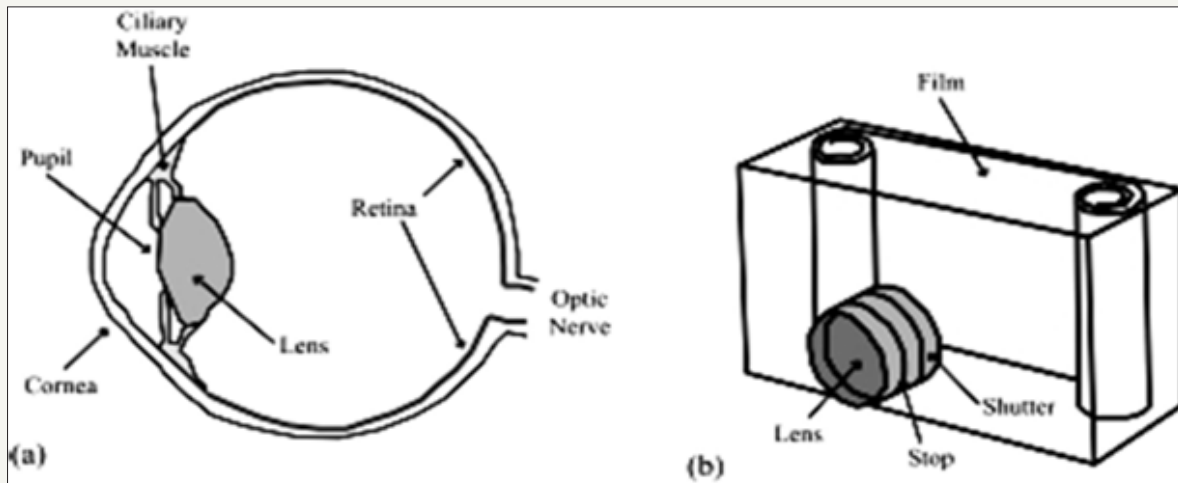 Ciliary
Muscle
Pupil
Retina
Lens
Optic
Nerve
Cornea
(a)
Film
Lens
Shutter
Stop
(b)